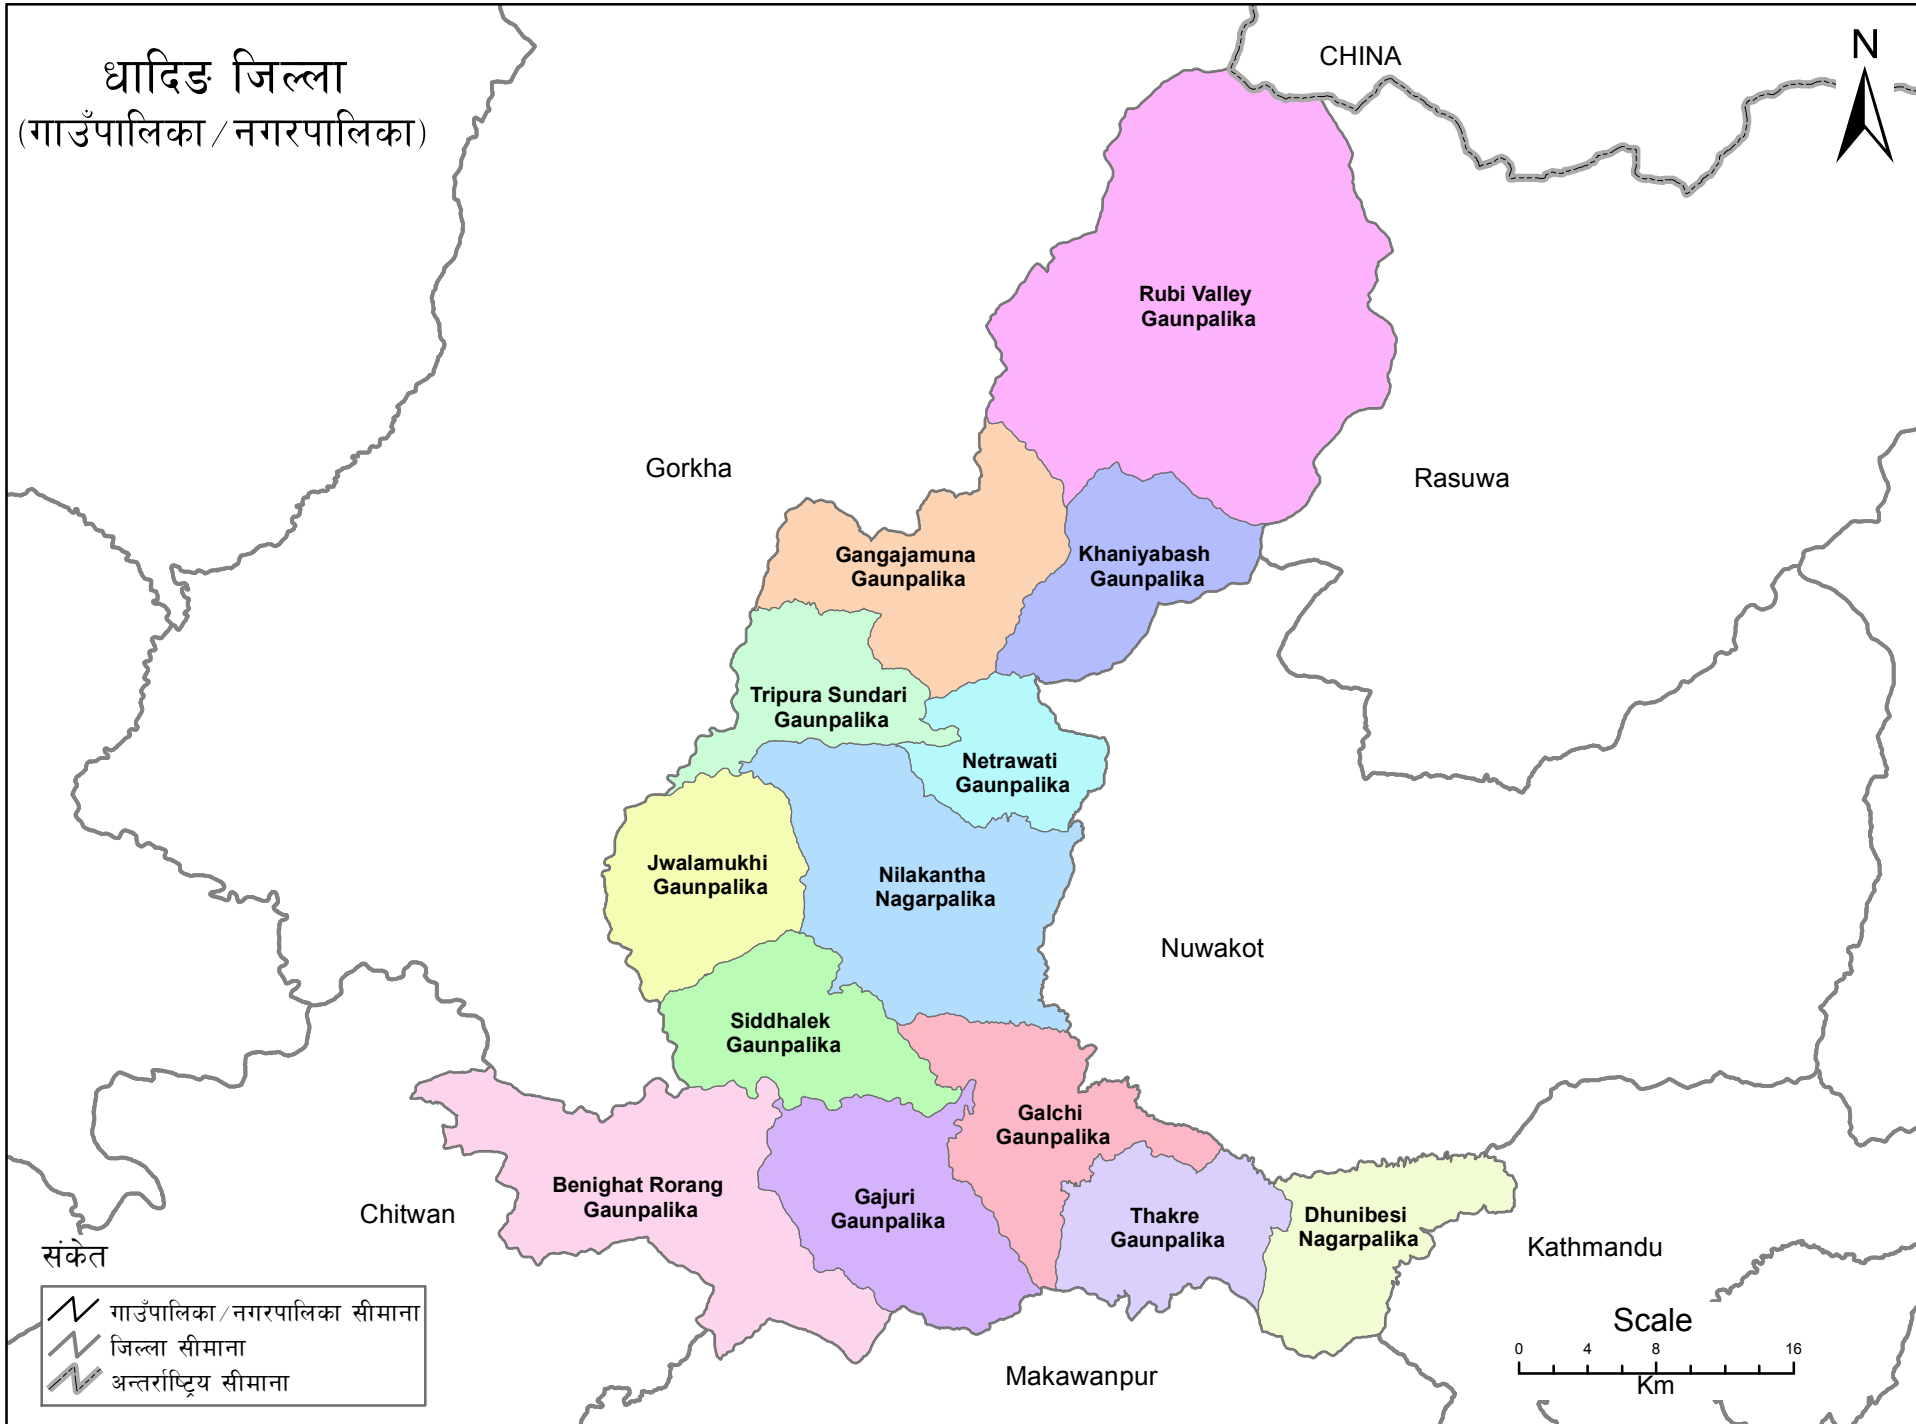 धादिङ जिल्ला
(गाउँपालिका/नगरपालिका)
CHINA
N
Rubi Valley
Gaunpalika
Gorkha
Rasuwa
Gangajamuna
Gaunpalika
Khaniyabash
Gaunpalika
Tripura Sundari
Gaunpalika
Netrawati
Gaunpalika
Jwalamukhi
Gaunpalika
Nilakantha
Nagarpalika
Nuwakot
Siddhalek
Gaunpalika
Galchi
Gaunpalika
Benighat Rorang
Gaunpalika
Gajuri
Gaunpalika
Thakre
Gaunpalika
Dhunibesi
Nagarpalika
Chitwan
Kathmandu
Makawanpur
संकेत
गाउँपालिका/नगरपालिका सीमाना
जिल्ला सीमाना
अन्तर्राष्ट्रिय सीमाना
Scale
0 4 8 16
Km